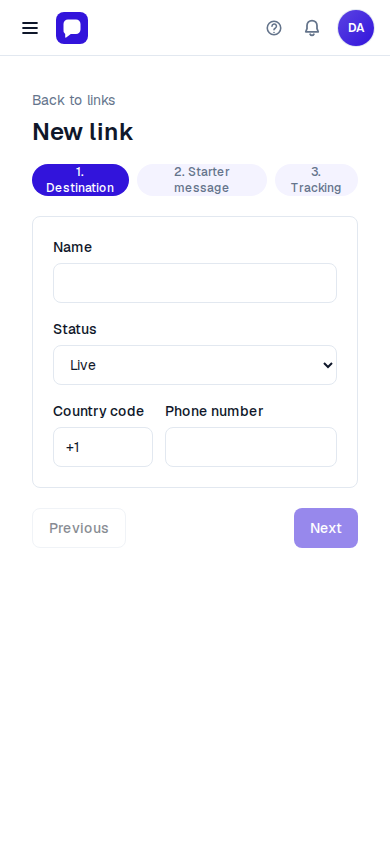 DA
Back to links
New link
1.
Destination
2. Starter
message
3.
Tracking
Name
Status
Live
Country code
Phone number
+1
Previous
Next